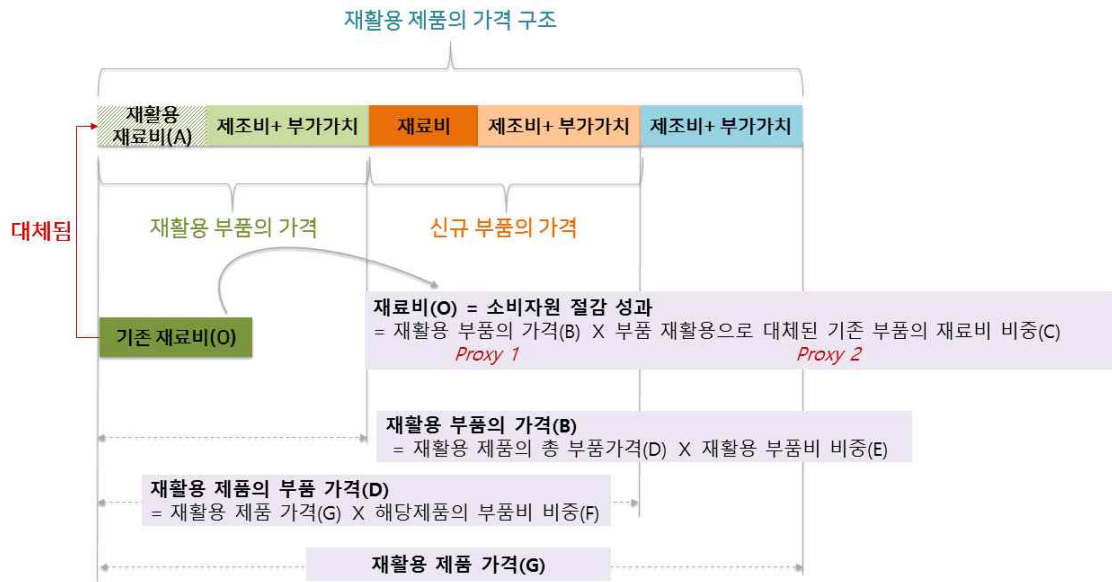 재활용 제품의 가격 구조
재활용
재료비(A)
제조비+ 부가가치
재료비
제조비+ 부가가치
제조비+ 부가가치
대체됨
재활용 부품의 가격
신규 부품의 가격
기존 재료비(O)
재료비(O) = 소비자원 절감 성과
= 재활용 부품의 가격(B) X 부품 재활용으로 대체된 기존 부품의 재료비 비중(C)
Proxy 1
Proxy 2
재활용 부품의 가격(B)
= 재활용 제품의 총 부품가격(D) X 재활용 부품비 비중(E)
재활용 제품의 부품 가격(D)
= 재활용 제품 가격(G) X 해당제품의 부품비 비중(F)
재활용 제품 가격(G)